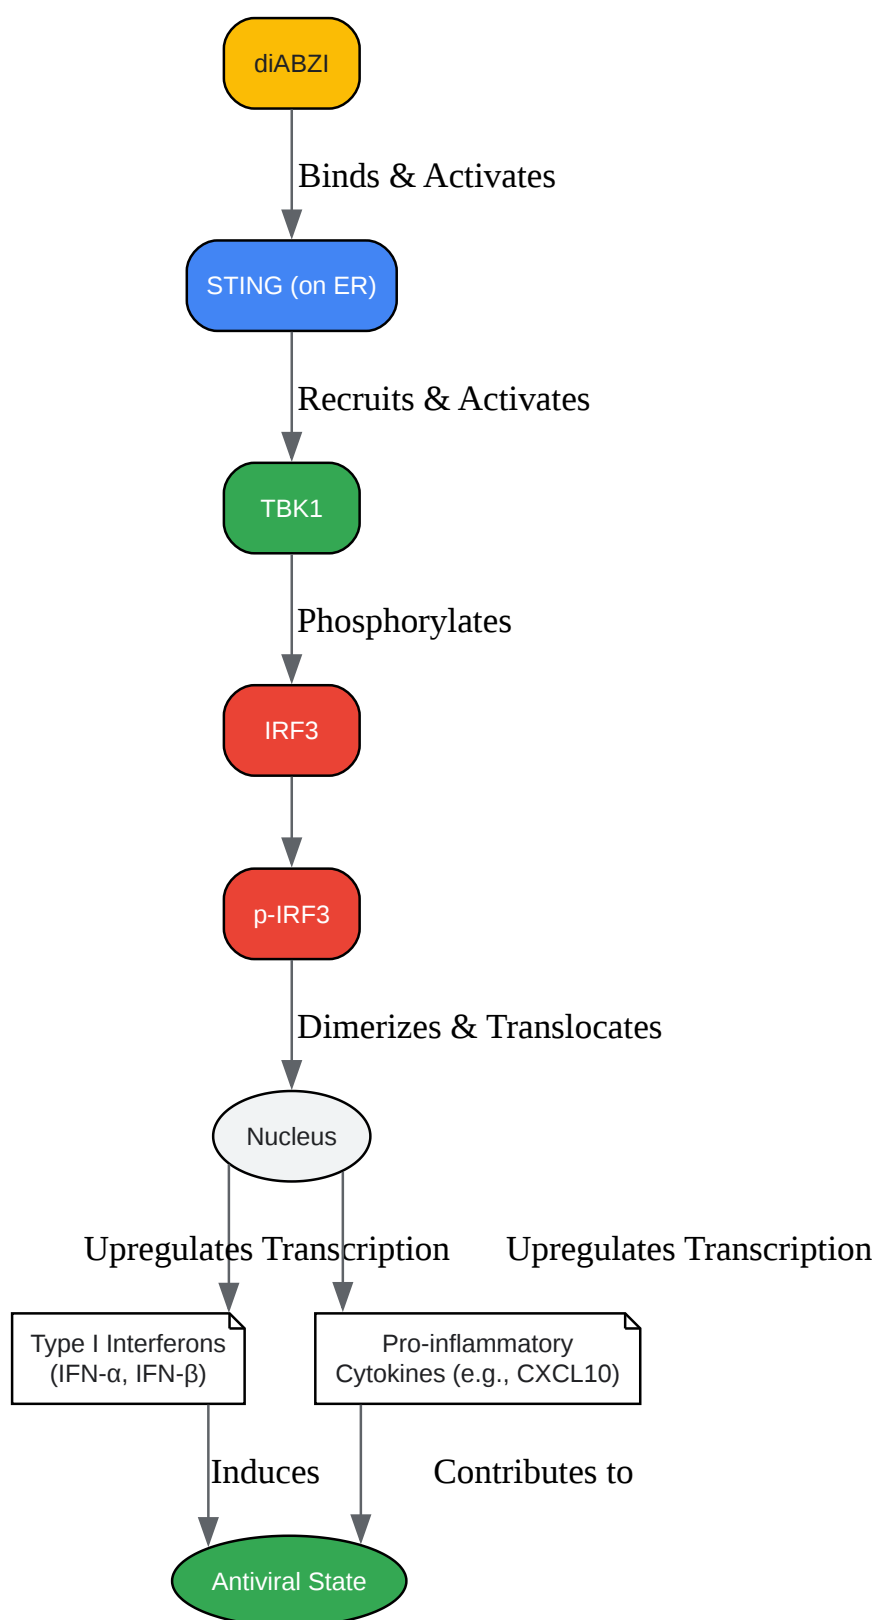 diABZI
Binds & Activates
STING (on ER)
Recruits & Activates
TBK1
Phosphorylates
IRF3
p-IRF3
Dimerizes & Translocates
Nucleus
Upregulates Transcription
Upregulates Transcription
Type I Interferons
(IFN-α, IFN-β)
Pro-inflammatory
Cytokines (e.g., CXCL10)
Induces
Contributes to
Antiviral State